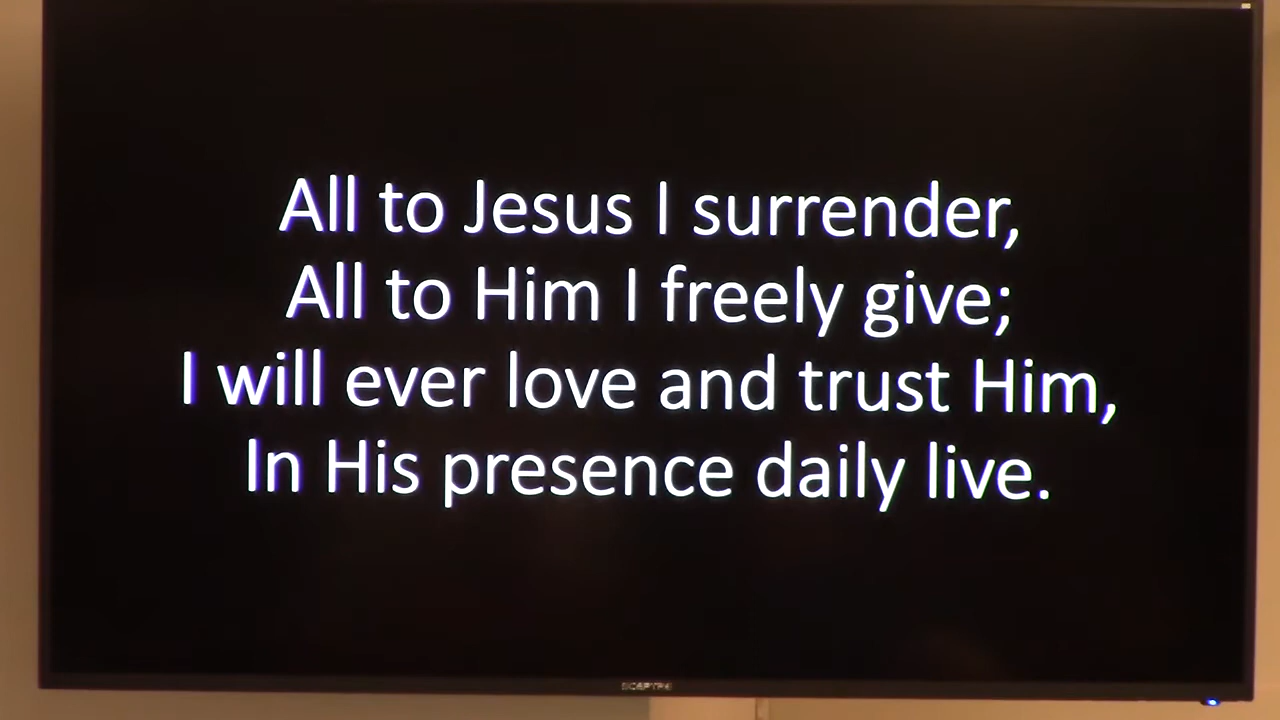 All to Jesus I surrender,
All to Him I freely give;
I will ever love and trust Him,
In His presence daily live.
SCEPTRE